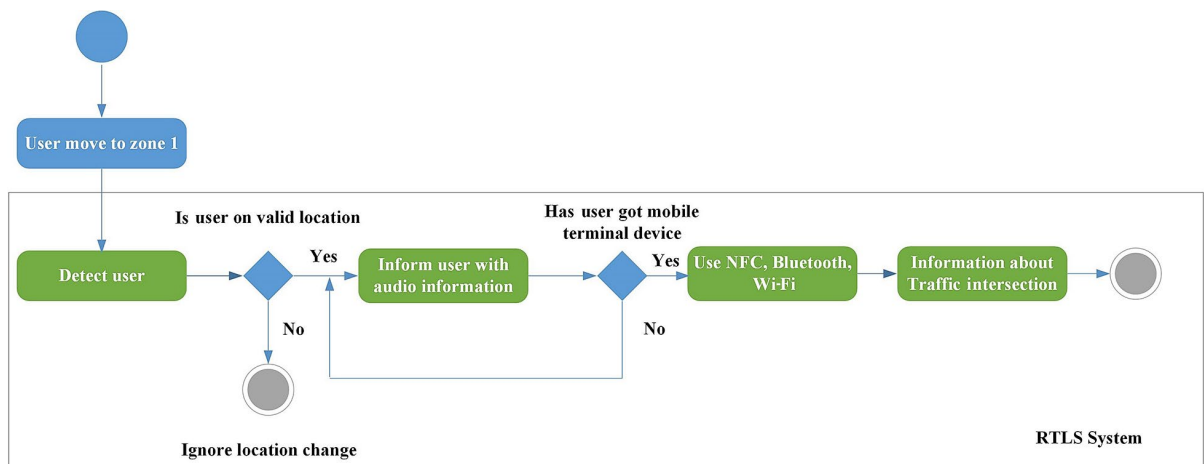 User move to zone 1
Is user on valid location
Has user got mobile
terminal device
Detect user
Yes
Inform user with
audio information
Yes
Use NFC, Bluetooth,
Wi-Fi
Information about
Traffic intersection
No
No
Ignore location change
RTLS System